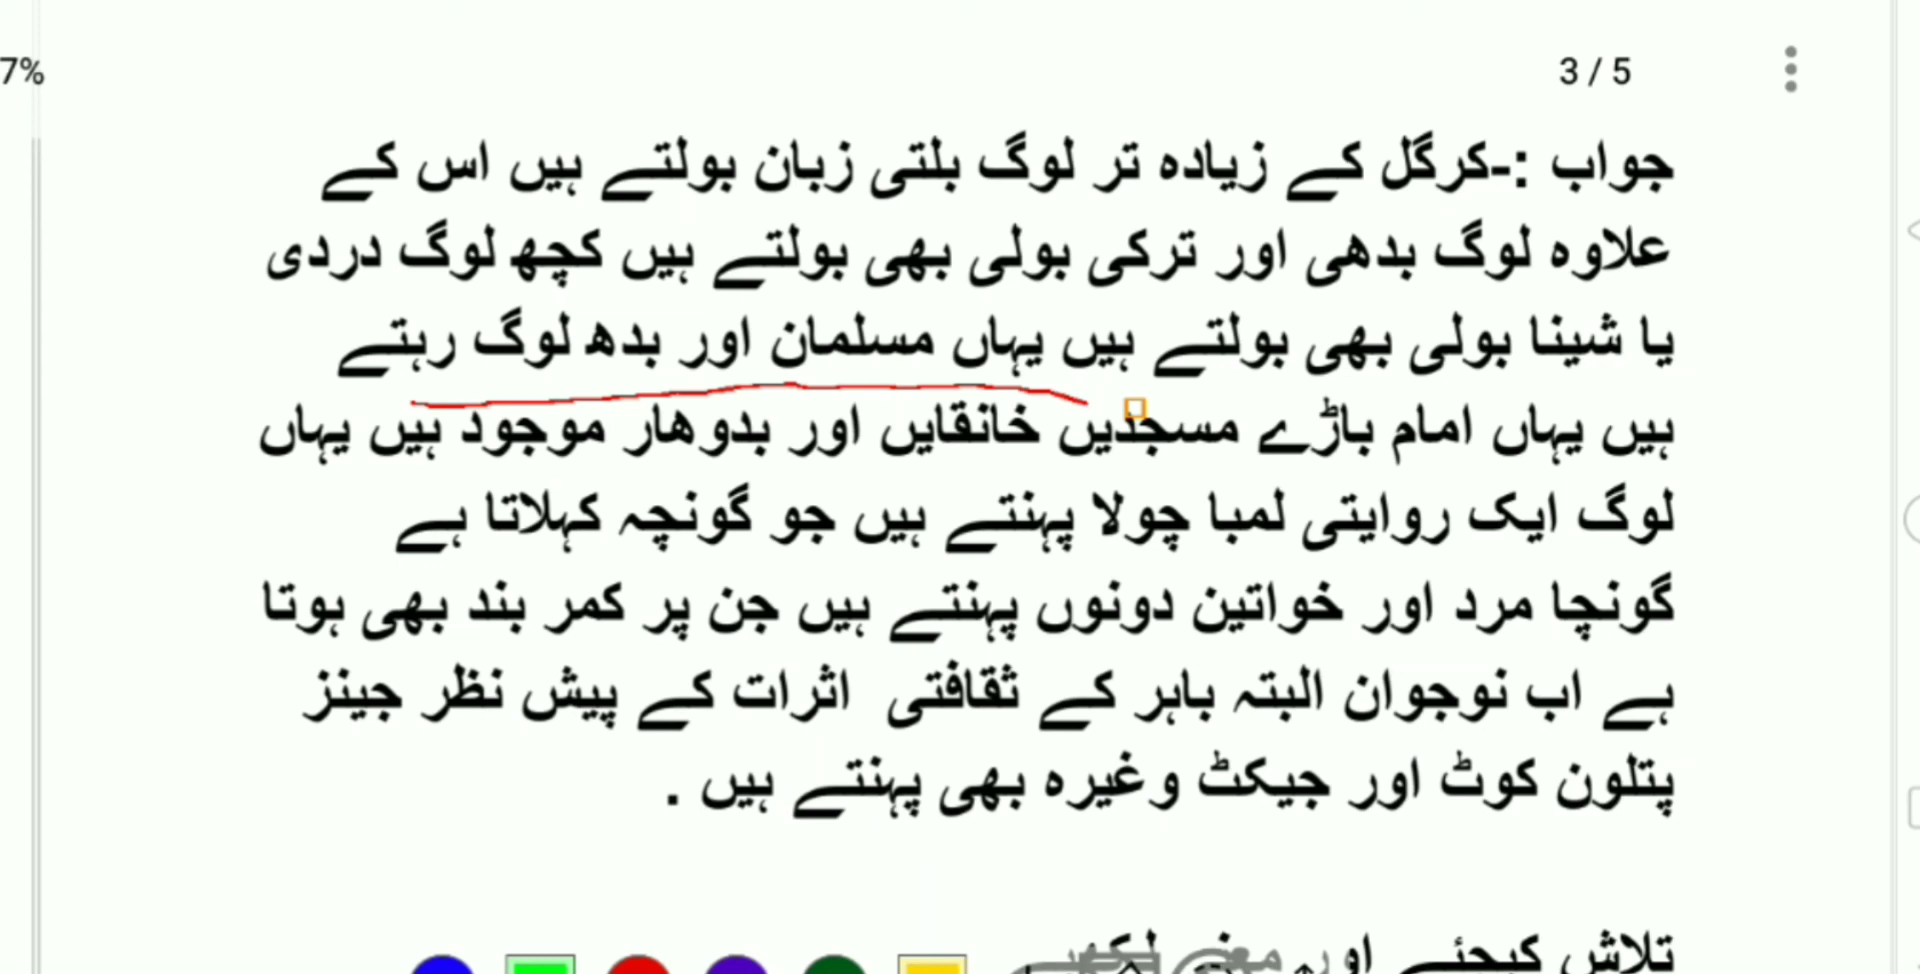 7%
3 / 5
جواب :-کرگل کے زیادہ تر لوگ بلتی زبان بولتے ہیں اس کے
علاوہ لوگ بدھی اور ترکی بولی بھی بولتے ہیں کچھ لوگ دردی
یا شینا بولی بھی بولتے ہیں یہاں مسلمان اور بدھ لوگ رہتے
ہیں یہاں امام باڑے مسجدیں خانقایں اور بدوھار موجود ہیں یہاں
لوگ ایک روایتی لمبا چولا پہنتے ہیں جو گونچہ کہلاتا ہے
گونچا مرد اور خواتین دونوں پہنتے ہیں جن پر کمر بند بھی ہوتا
ہے اب نوجوان البتہ باہر کے ثقافتی اثرات کے پیش نظر جینز
پتلون کوٹ اور جیکٹ وغیرہ بھی پہنتے ہیں .
تلاش کیجئے اور